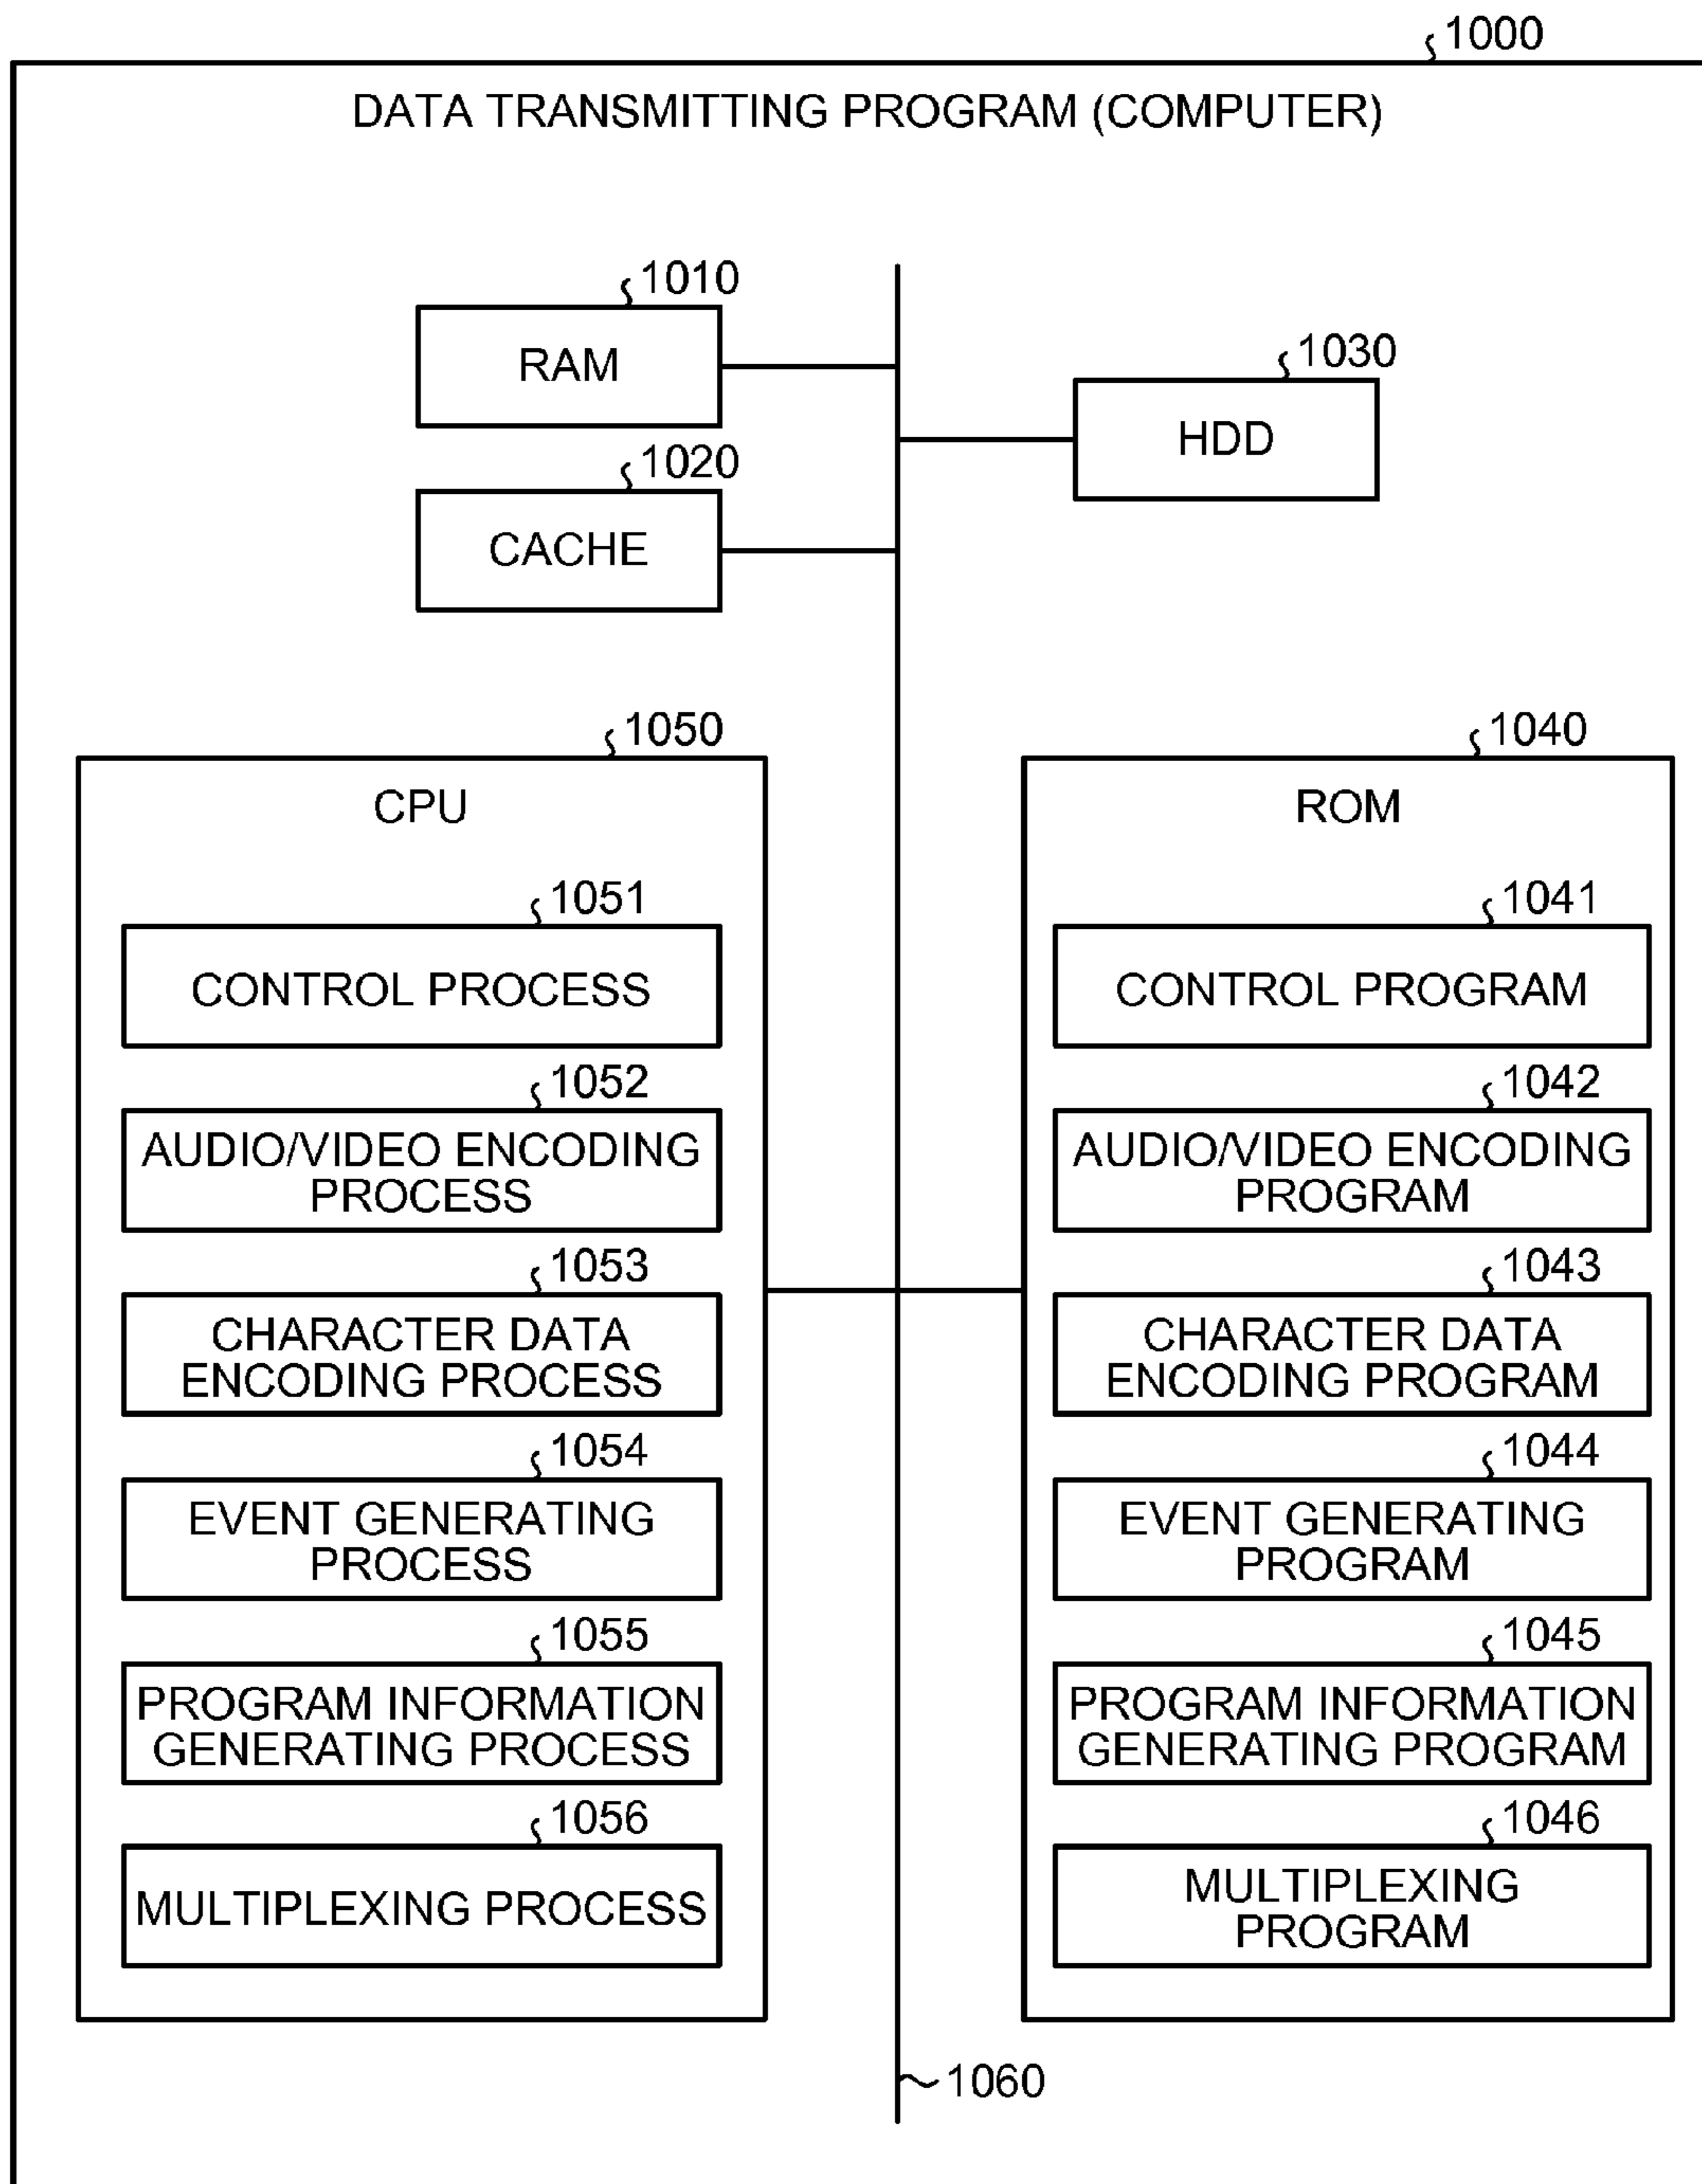 1000
DATA TRANSMITTING PROGRAM (COMPUTER)
1010
RAM
1030
HDD
1020
CACHE
1050
CPU
1051
CONTROL PROCESS
1052
AUDIO/VIDEO ENCODING
PROCESS
1053
CHARACTER DATA
ENCODING PROCESS
1054
EVENT GENERATING
PROCESS
1055
PROGRAM INFORMATION
GENERATING PROCESS
1056
MULTIPLEXING PROCESS
1040
ROM
1041
CONTROL PROGRAM
1042
AUDIO/VIDEO ENCODING
PROGRAM
1043
CHARACTER DATA
ENCODING PROGRAM
1044
EVENT GENERATING
PROGRAM
1045
PROGRAM INFORMATION
GENERATING PROGRAM
1046
MULTIPLEXING
PROGRAM
1060